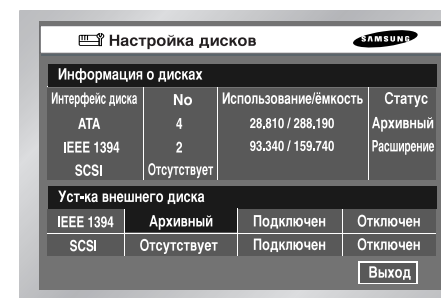 Настройка дисков SAMSUNG
Информация о дисках
Интерфейс диска No Использование/ёмкость Статус
ATA 4 28.810 / 288.190 Архивный
IEEE 1394 2 93.340 / 159.740 Расширение
SCSI Отсутствует
Уст-ка внешнего диска
IEEE 1394 Архивный Подключен Отключен
SCSI Отсутствует Подключен Отключен
Выход